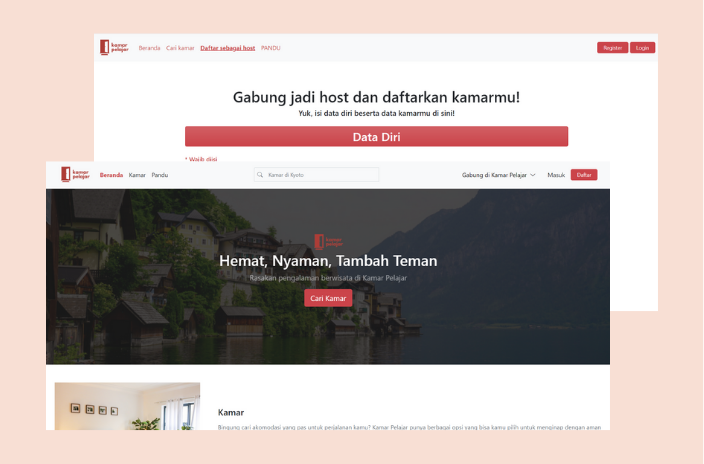 kamar
pelajar
Beranda Cari kamar Daftar sebagai host PANDU Register Login
Gabung jadi host dan daftarkan kamarmu!
Yuk, isi data diri beserta data kamarmu di sini!
Data Diri
* Wajib diisi
kamar
pelajar
Beranda Kamar Pandu Kamar di Kyoto Gabung di Kamar Pelajar Masuk Daftar
kamar
pelajar
Hemat, Nyaman, Tambah Teman
Rasakan pengalaman berwisata di Kamar Pelajar
Cari Kamar
Kamar
Bingung cari akomodasi yang pas untuk perjalanan kamu? Kamar Pelajar punya berbagai opsi yang bisa kamu pilih untuk menginap dengan aman